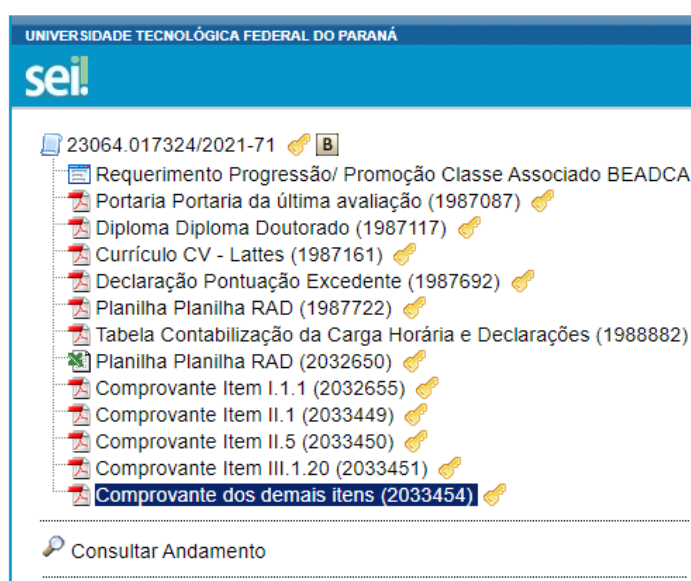 UNIVERSIDADE TECNOLÓGICA FEDERAL DO PARANÁ
sei!
23064.017324/2021-71 B
Requerimento Progressão/ Promoção Classe Associado BEADCA
Portaria Portaria da última avaliação (1987087)
Diploma Diploma Doutorado (1987117)
Currículo CV - Lattes (1987161)
Declaração Pontuação Excedente (1987692)
Planilha Planilha RAD (1987722)
Tabela Contabilização da Carga Horária e Declarações (1988882)
Planilha Planilha RAD (2032650)
Comprovante Item I.1.1 (2032655)
Comprovante Item II.1 (2033449)
Comprovante Item II.5 (2033450)
Comprovante Item III.1.20 (2033451)
Comprovante dos demais itens (2033454)
Consultar Andamento